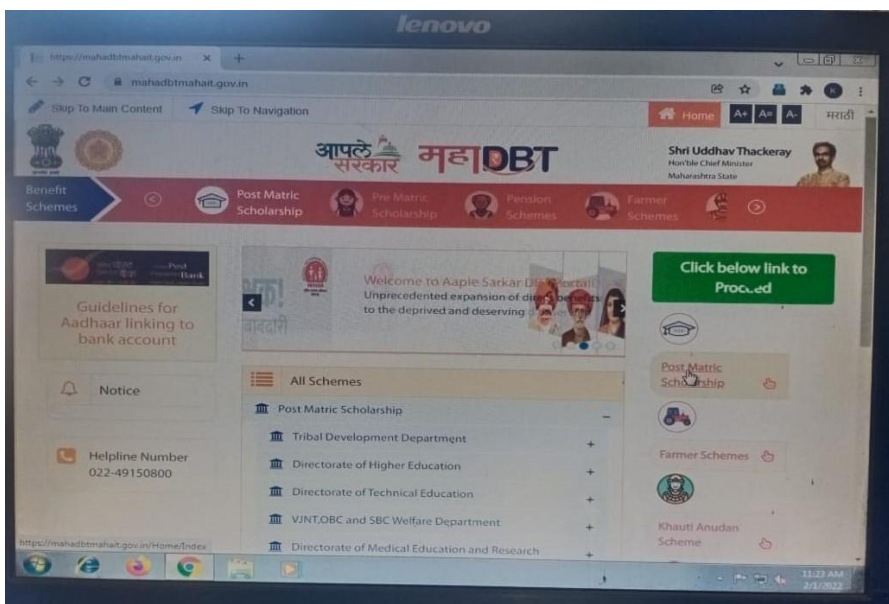 lenovo
https://mahadbtmahait.gov.in
mahadbtmahait.gov.in
K
Skip To Main Content
Skip To Navigation
Home
A+ A= A-
मराठी
आपले सरकार
महाDBT
Shri Uddhav Thackeray
Hon'ble Chief Minister
Maharashtra State
Benefit
Schemes
Post Matric
Scholarship
Pre Matric
Scholarship
Pension
Schemes
Farmer
Schemes
Post
Bank
Guidelines for
Aadhaar linking to
bank account
Notice
Helpline Number
022-49150800
Welcome to Aaple Sarkar DBT Portal!
Unprecedented expansion of direct benefits
to the deprived and deserving
All Schemes
Post Matric Scholarship
Tribal Development Department
Directorate of Higher Education
Directorate of Technical Education
VJNT,OBC and SBC Welfare Department
Directorate of Medical Education and Research
Click below link to
Proceed
Post Matric
Scholarship
Farmer Schemes
Khauti Anudan
Scheme
https://mahadbtmahait.gov.in/Home/Index
11:23 AM
2/1/2022